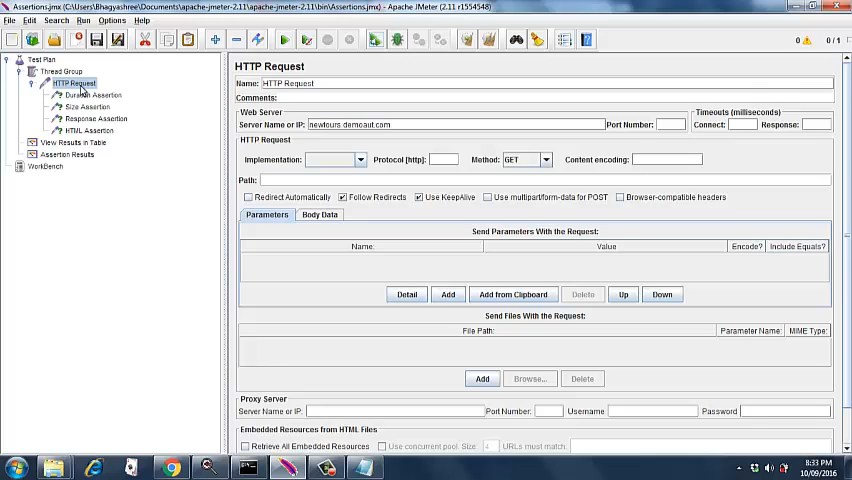 Assertions.jmx (C:\Users\Bhagyashree\Documents\apache-jmeter-2.11\apache-jmeter-2.11\bin\Assertions.jmx) - Apache JMeter (2.11 r1554548)
File Edit Search Run Options Help
0 0 / 1
Test Plan
Thread Group
HTTP Request
Duration Assertion
Size Assertion
Response Assertion
HTML Assertion
View Results in Table
Assertion Results
WorkBench
HTTP Request
Name: HTTP Request
Comments:
Web Server
Timeouts (milliseconds)
Server Name or IP: newtours.demoaut.com Port Number: Connect: Response:
HTTP Request
Implementation: Protocol [http]: Method: GET Content encoding:
Path:
Redirect Automatically Follow Redirects Use KeepAlive Use multipart/form-data for POST Browser-compatible headers
Parameters Body Data
Send Parameters With the Request:
Name: Value Encode? Include Equals?
Detail Add Add from Clipboard Delete Up Down
Send Files With the Request:
File Path: Parameter Name: MIME Type:
Add Browse... Delete
Proxy Server
Server Name or IP: Port Number: Username Password
Embedded Resources from HTML Files
Retrieve All Embedded Resources Use concurrent pool. Size: 4 URLs must match:
8:33 PM
10/09/2016